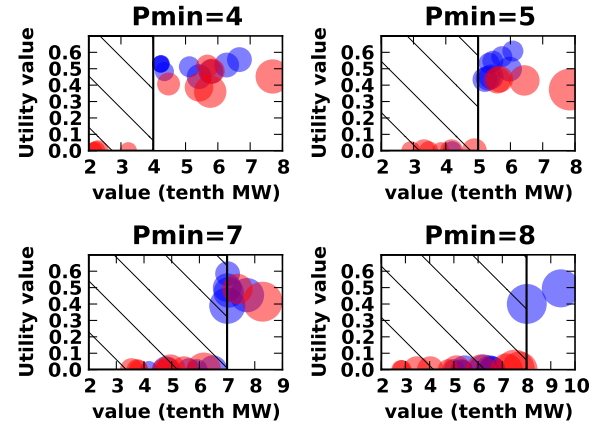 Pmin=4
Utility value
0.6
0.5
0.4
0.3
0.2
0.1
0.0
2 3 4 5 6 7 8
value (tenth MW)
Pmin=5
Utility value
0.6
0.5
0.4
0.3
0.2
0.1
0.0
2 3 4 5 6 7 8
value (tenth MW)
Pmin=7
Utility value
0.6
0.5
0.4
0.3
0.2
0.1
0.0
2 3 4 5 6 7 8 9
value (tenth MW)
Pmin=8
Utility value
0.6
0.5
0.4
0.3
0.2
0.1
0.0
2 3 4 5 6 7 8 9 10
value (tenth MW)